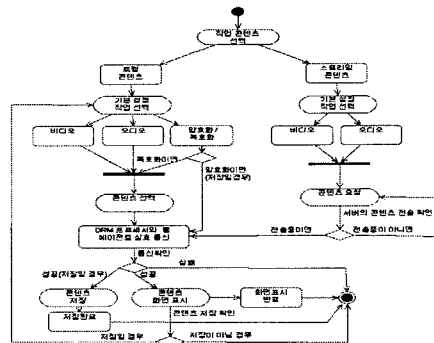 작업 콘텐츠
선택
로컬
콘텐츠
스트리밍
콘텐츠
기본 설정
작업 선택
기본 설정
작업 선택
비디오
오디오
암호화/
복호화
비디오
오디오
복호화이면
암호화이면
(저장일경우)
콘텐츠 선택
콘텐츠 요청
서버의 콘텐츠 전송 확인
DRM 프로세서와 통
에이전트 상호 통신
전송중이면
전송중이 아니면
통신확인
실패
성공(저장일 경우)
성공
콘텐츠
저장
콘텐츠
화면 표시
화면표시
완료
저장완료
콘텐츠 저장 확인
저장일 경우
저장이 아닐 경우